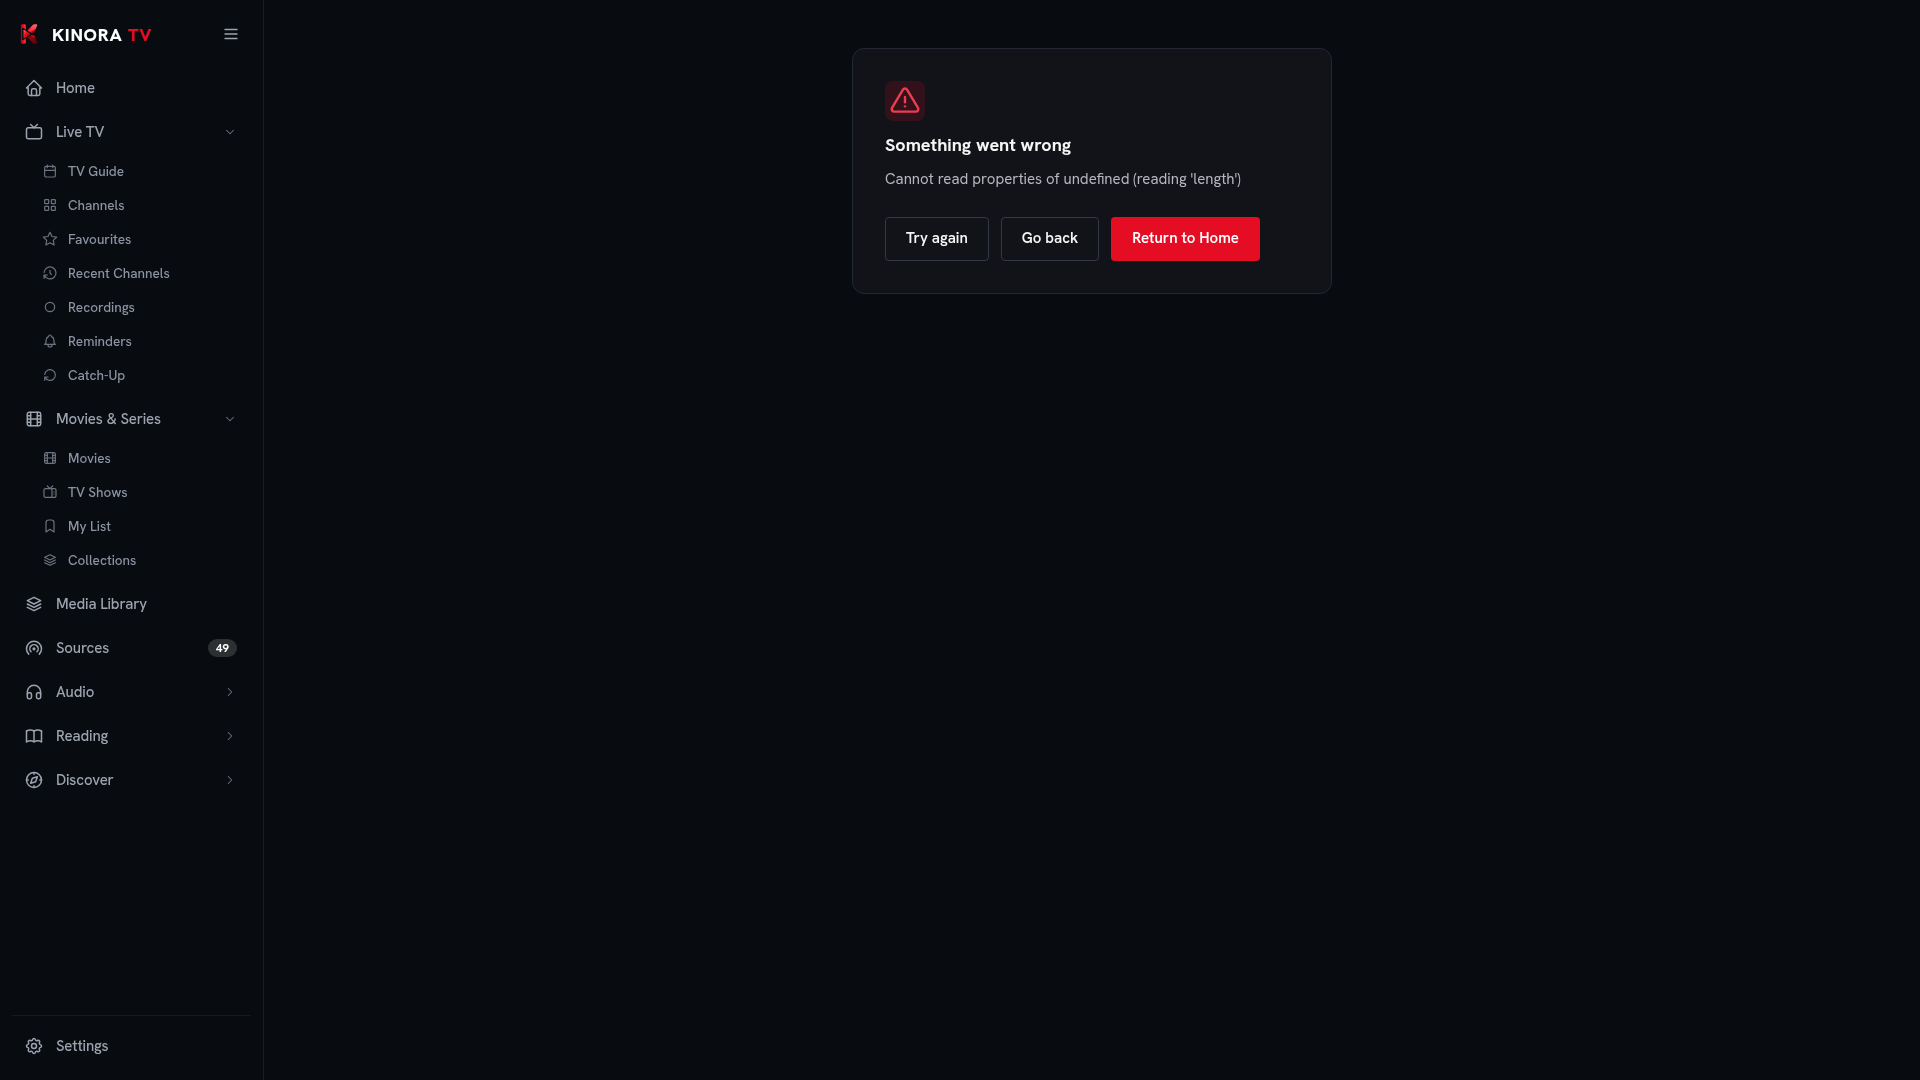 KINORA TV
Home
Live TV
TV Guide
Channels
Favourites
Recent Channels
Recordings
Reminders
Catch-Up
Movies & Series
Movies
TV Shows
My List
Collections
Media Library
Sources 49
Audio
Reading
Discover
Settings
Something went wrong
Cannot read properties of undefined (reading 'length')
Try again Go back Return to Home